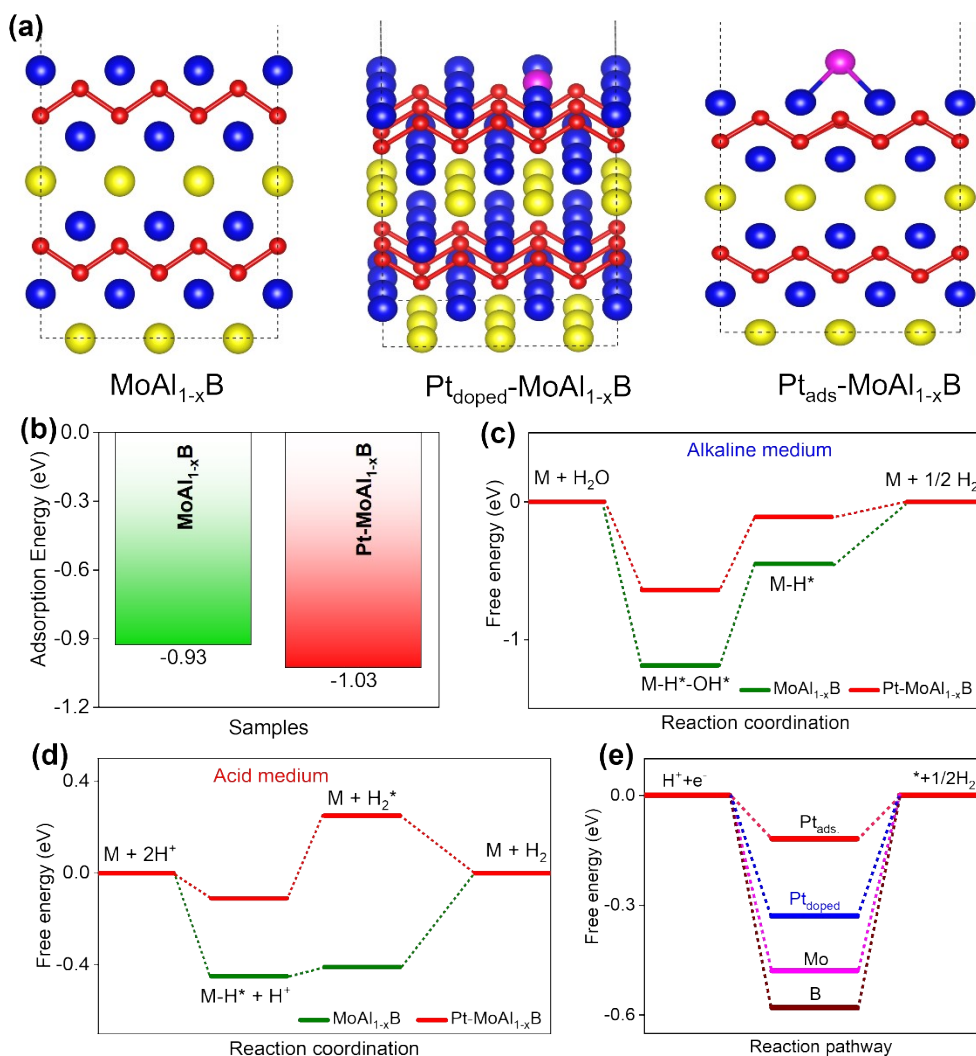 (a)
MoAl₁₋ₓB
Pt_doped-MoAl₁₋ₓB
Pt_ads-MoAl₁₋ₓB
(b)
Adsorption Energy (eV)
0.0
-0.3
-0.6
-0.9
-1.2
MoAl₁₋ₓB
Pt-MoAl₁₋ₓB
-0.93
-1.03
Samples
(c)
Alkaline medium
Free energy (eV)
0
-1
M + H₂O
M + 1/2 H₂
M-H*
M-H*-OH*
MoAl₁₋ₓB
Pt-MoAl₁₋ₓB
Reaction coordination
(d)
Acid medium
Free energy (eV)
0.4
0.0
-0.4
M + H₂*
M + 2H⁺
M + H₂
M-H* + H⁺
MoAl₁₋ₓB
Pt-MoAl₁₋ₓB
Reaction coordination
(e)
Free energy (eV)
0.0
-0.3
-0.6
H⁺+e⁻
*+1/2H₂
Pt_ads.
Pt_doped
Mo
B
Reaction pathway